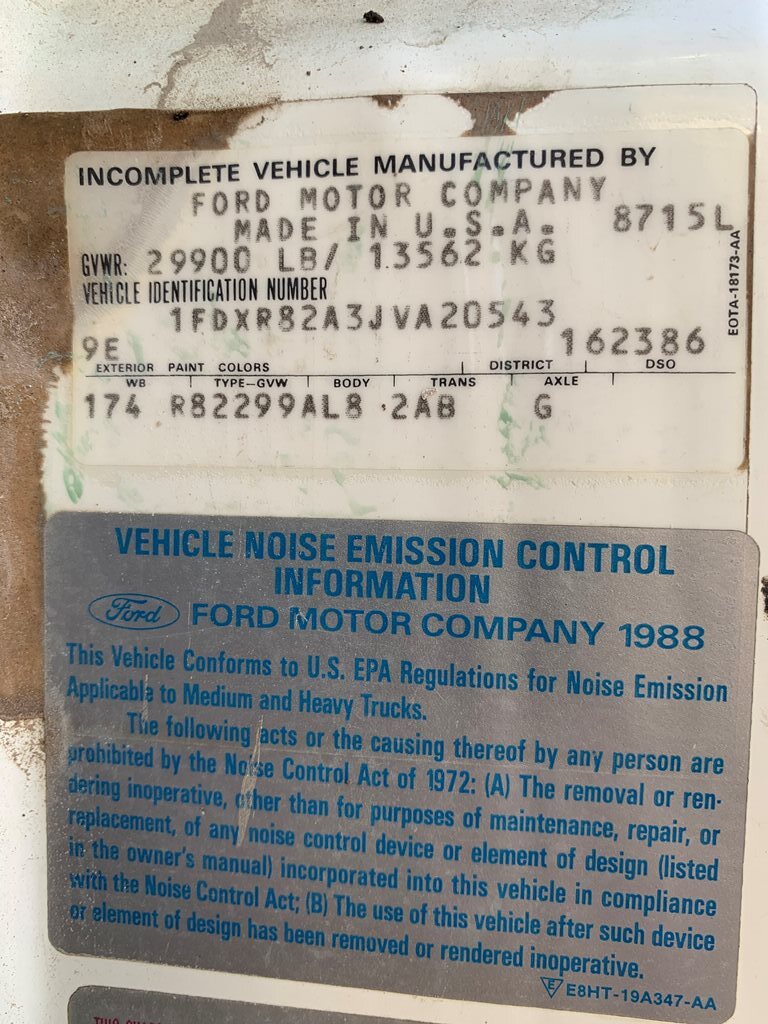 INCOMPLETE VEHICLE MANUFACTURED BY
FORD MOTOR COMPANY
MADE IN U.S.A. 8715L
GVWR: 29900 LB/ 13562 KG
VEHICLE IDENTIFICATION NUMBER
1FDXR82A3JVA20543
9E 162386
EXTERIOR PAINT COLORS DISTRICT DSO
WB TYPE-GVW BODY TRANS AXLE
174 R82299AL8 2AB G
EOTA-18173-AA
VEHICLE NOISE EMISSION CONTROL
INFORMATION
Ford FORD MOTOR COMPANY 1988
This Vehicle Conforms to U.S. EPA Regulations for Noise Emission
Applicable to Medium and Heavy Trucks.
The following acts or the causing thereof by any person are
prohibited by the Noise Control Act of 1972: (A) The removal or ren-
dering inoperative, other than for purposes of maintenance, repair, or
replacement, of any noise control device or element of design (listed
in the owner's manual) incorporated into this vehicle in compliance
with the Noise Control Act; (B) The use of this vehicle after such device
or element of design has been removed or rendered inoperative.
E E8HT-19A347-AA